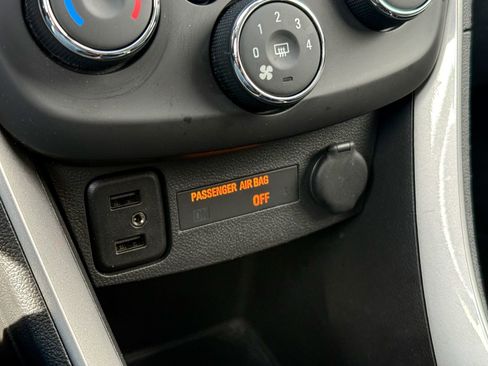 0 1 2 3 4
PASSENGER AIR BAG
OFF